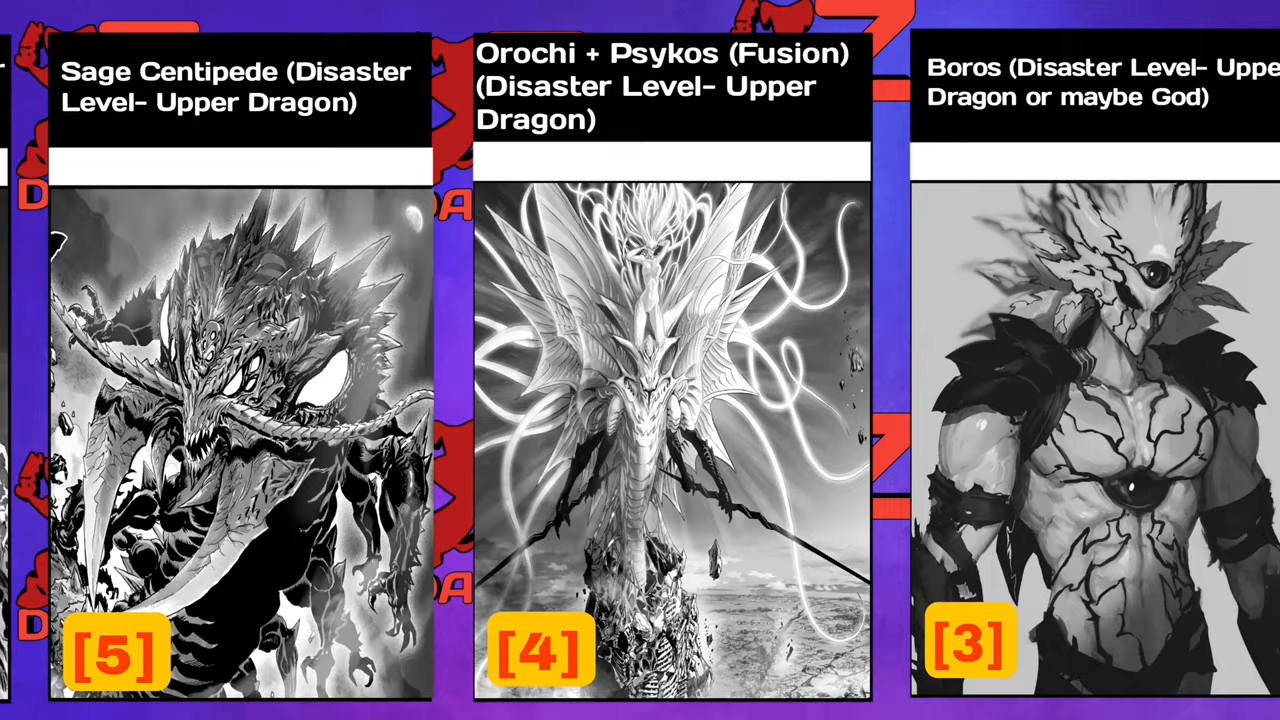 Sage Centipede (Disaster
Level- Upper Dragon)
[5]
Orochi + Psykos (Fusion)
(Disaster Level- Upper
Dragon)
[4]
Boros (Disaster Level- Uppe
Dragon or maybe God)
[3]